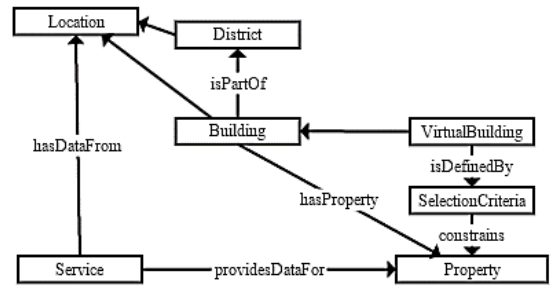 Location
District
isPartOf
Building
VirtualBuilding
hasDataFrom
isDefinedBy
hasProperty
SelectionCriteria
constrains
Service
providesDataFor
Property